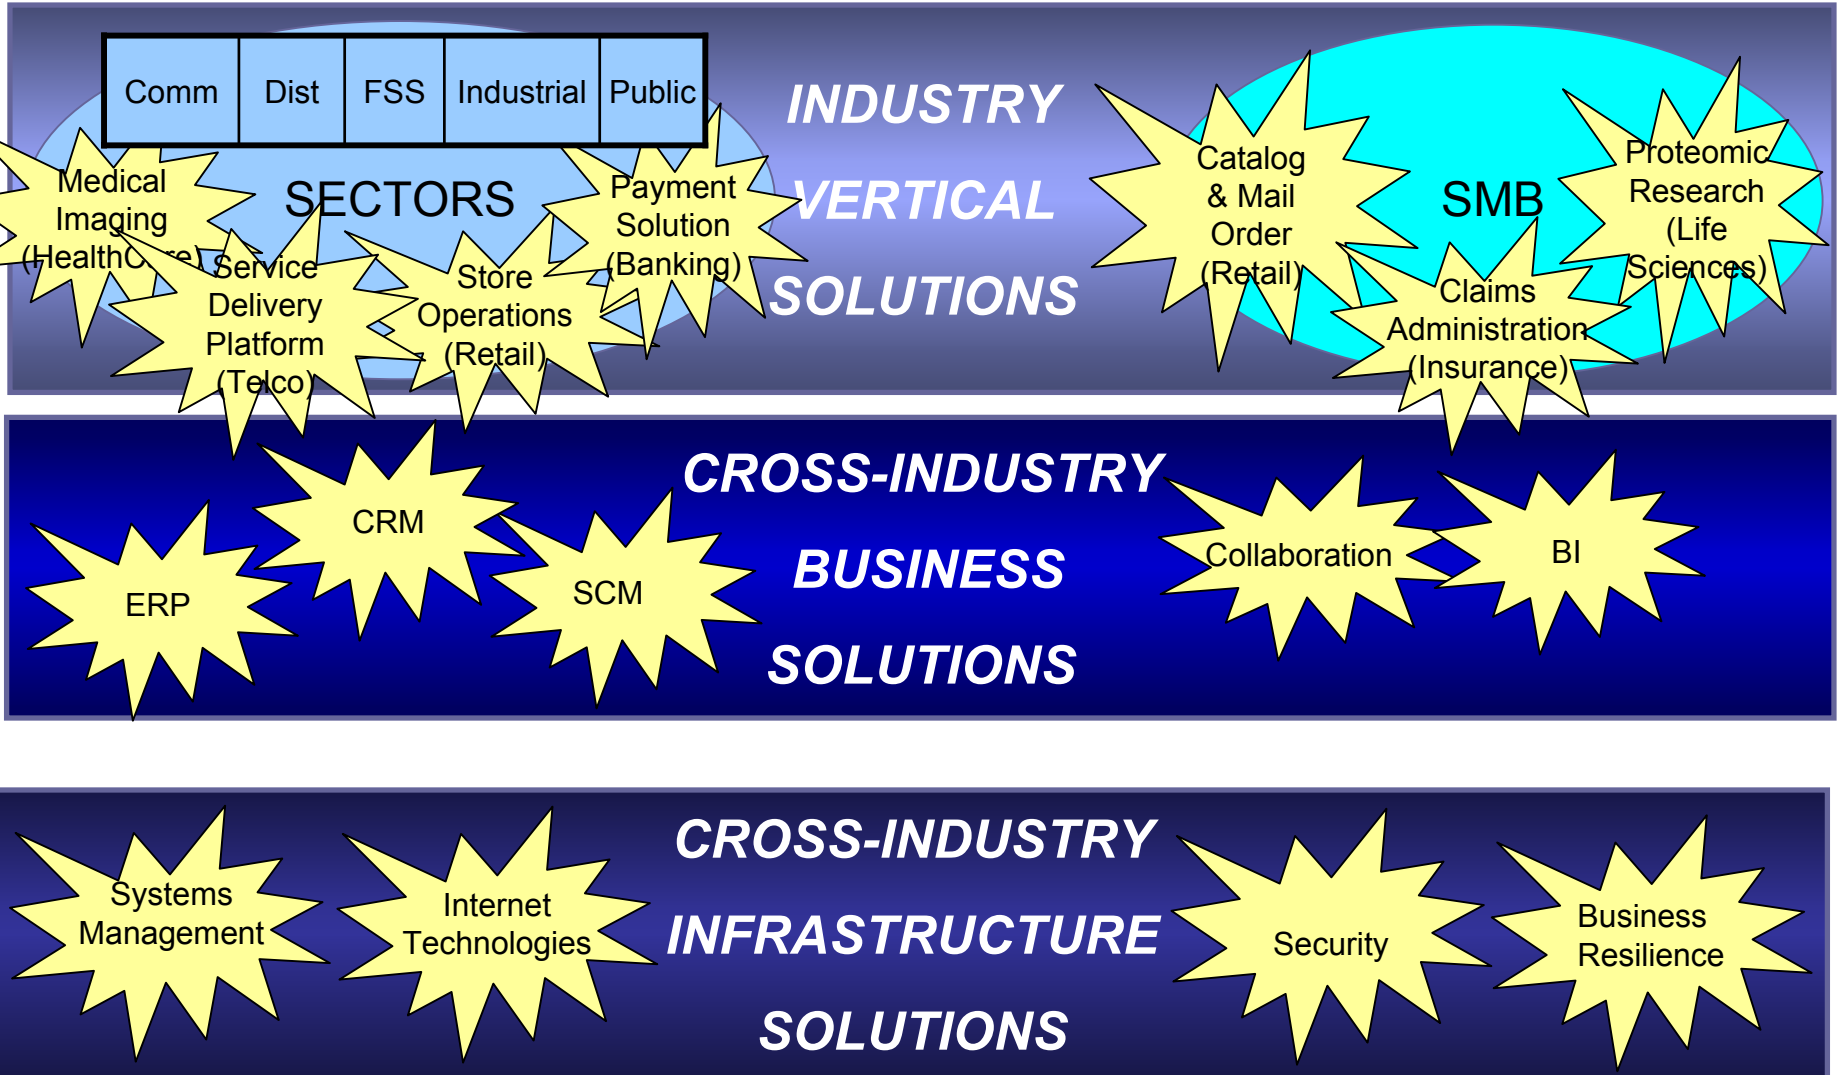 Comm
Dist
FSS
Industrial
Public
SECTORS
Medical
Imaging
(HealthCare)
Service
Delivery
Platform
(Telco)
Store
Operations
(Retail)
Payment
Solution
(Banking)
INDUSTRY
VERTICAL
SOLUTIONS
Catalog
& Mail
Order
(Retail)
SMB
Claims
Administration
(Insurance)
Proteomic
Research
(Life
Sciences)
ERP
CRM
SCM
CROSS-INDUSTRY
BUSINESS
SOLUTIONS
Collaboration
BI
Systems
Management
Internet
Technologies
CROSS-INDUSTRY
INFRASTRUCTURE
SOLUTIONS
Security
Business
Resilience